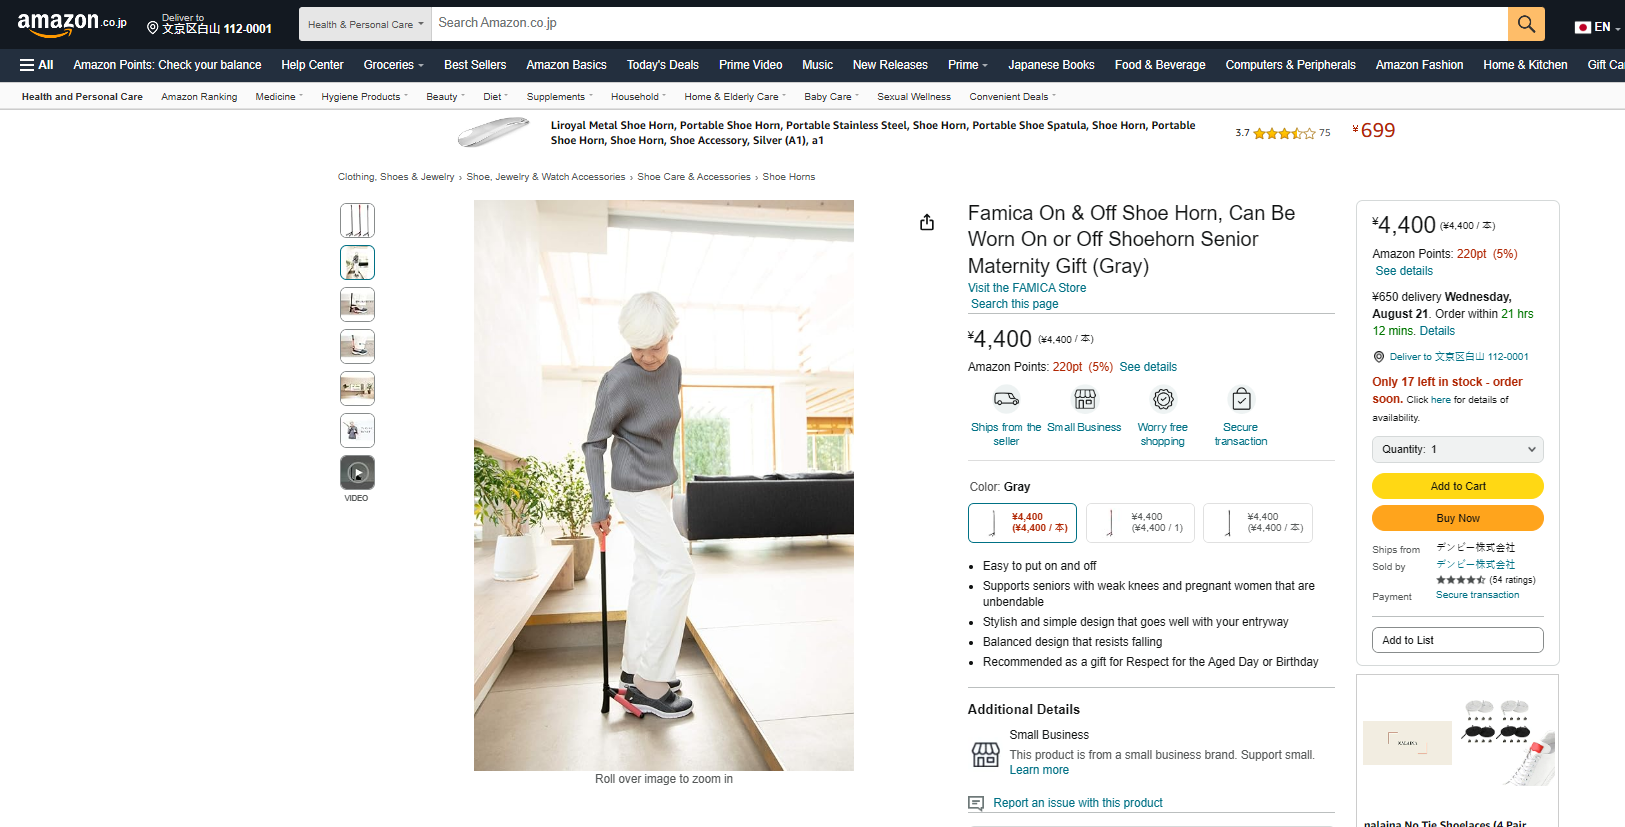 amazon.co.jp
Deliver to
文京区白山 112-0001
Health & Personal Care
Search Amazon.co.jp
EN
All
Amazon Points: Check your balance
Help Center
Groceries
Best Sellers
Amazon Basics
Today's Deals
Prime Video
Music
New Releases
Prime
Japanese Books
Food & Beverage
Computers & Peripherals
Amazon Fashion
Home & Kitchen
Gift Ca
Health and Personal Care
Amazon Ranking
Medicine
Hygiene Products
Beauty
Diet
Supplements
Household
Home & Elderly Care
Baby Care
Sexual Wellness
Convenient Deals
Liroyal Metal Shoe Horn, Portable Shoe Horn, Portable Stainless Steel, Shoe Horn, Portable Shoe Spatula, Shoe Horn, Portable
Shoe Horn, Shoe Horn, Shoe Accessory, Silver (A1), a1
3.7
75
¥699
Clothing, Shoes & Jewelry › Shoe, Jewelry & Watch Accessories › Shoe Care & Accessories › Shoe Horns
VIDEO
Roll over image to zoom in
Famica On & Off Shoe Horn, Can Be
Worn On or Off Shoehorn Senior
Maternity Gift (Gray)
Visit the FAMICA Store
Search this page
¥4,400 (¥4,400 / 本)
Amazon Points: 220pt (5%) See details
Ships from the
seller
Small Business
Worry free
shopping
Secure
transaction
Color: Gray
¥4,400
(¥4,400 / 本)
¥4,400
(¥4,400 / 1)
¥4,400
(¥4,400 / 本)
Easy to put on and off
Supports seniors with weak knees and pregnant women that are
unbendable
Stylish and simple design that goes well with your entryway
Balanced design that resists falling
Recommended as a gift for Respect for the Aged Day or Birthday
Additional Details
Small Business
This product is from a small business brand. Support small.
Learn more
Report an issue with this product
¥4,400 (¥4,400 / 本)
Amazon Points: 220pt (5%)
See details
¥650 delivery Wednesday,
August 21. Order within 21 hrs
12 mins. Details
Deliver to 文京区白山 112-0001
Only 17 left in stock - order
soon. Click here for details of
availability.
Quantity: 1
Add to Cart
Buy Now
Ships from デンビー株式会社
Sold by デンビー株式会社
(54 ratings)
Payment Secure transaction
Add to List
NALAINA
nalaina No Tie Shoelaces (4 Pair